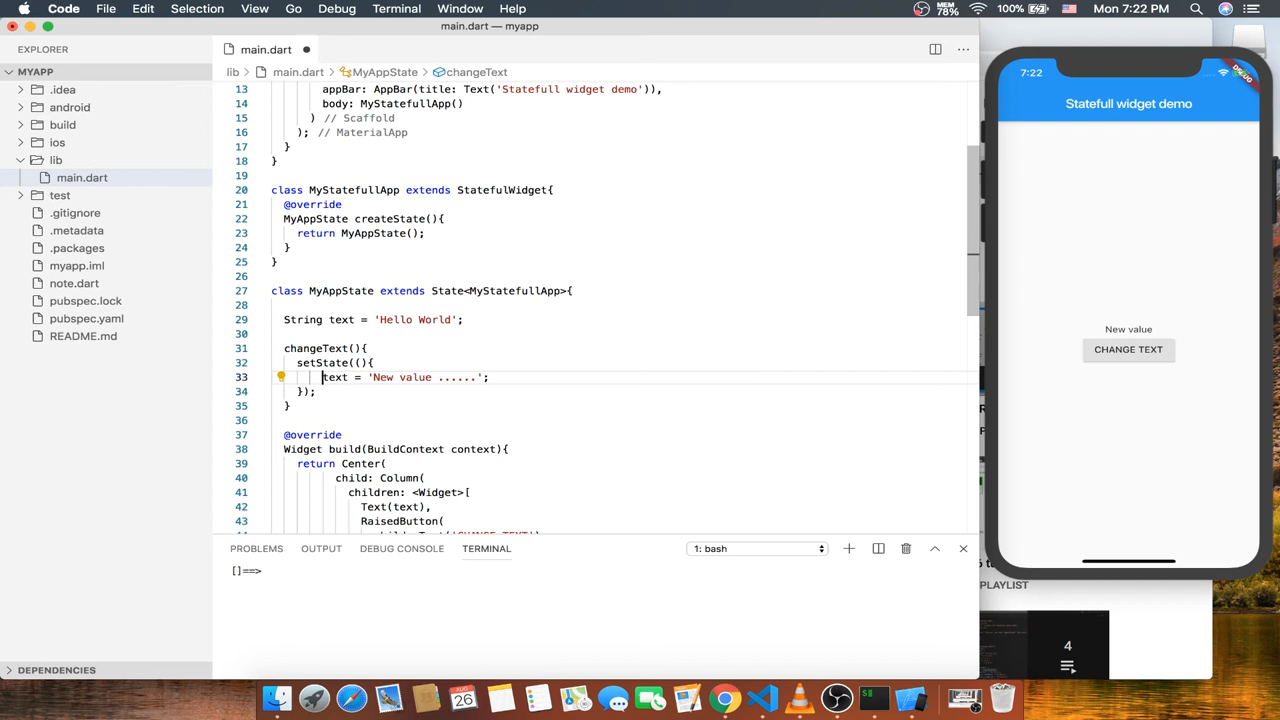 Code File Edit Selection View Go Debug Terminal Window Help
MEM 78% 100% Mon 7:22 PM
main.dart — myapp
EXPLORER
MYAPP
.idea
android
build
ios
lib
main.dart
test
.gitignore
.metadata
.packages
myapp.iml
note.dart
pubspec.lock
pubspec.yaml
README.md
DEPENDENCIES
main.dart
lib > main.dart > MyAppState > changeText
13 appBar: AppBar(title: Text('Statefull widget demo')),
14 body: MyStatefullApp()
15 ) // Scaffold
16 ); // MaterialApp
17 }
18 }
19
20 class MyStatefullApp extends StatefulWidget{
21 @override
22 MyAppState createState(){
23 return MyAppState();
24 }
25 }
26
27 class MyAppState extends State<MyStatefullApp>{
28
29 String text = 'Hello World';
30
31 changeText(){
32 setState((){
33 text = 'New value ......';
34 });
35 }
36
37 @override
38 Widget build(BuildContext context){
39 return Center(
40 child: Column(
41 children: <Widget>[
42 Text(text),
43 RaisedButton(
PROBLEMS OUTPUT DEBUG CONSOLE TERMINAL
1: bash
[]==>
7:22
DEBUG
Statefull widget demo
New value
CHANGE TEXT
PLAYLIST
4
AUG
29